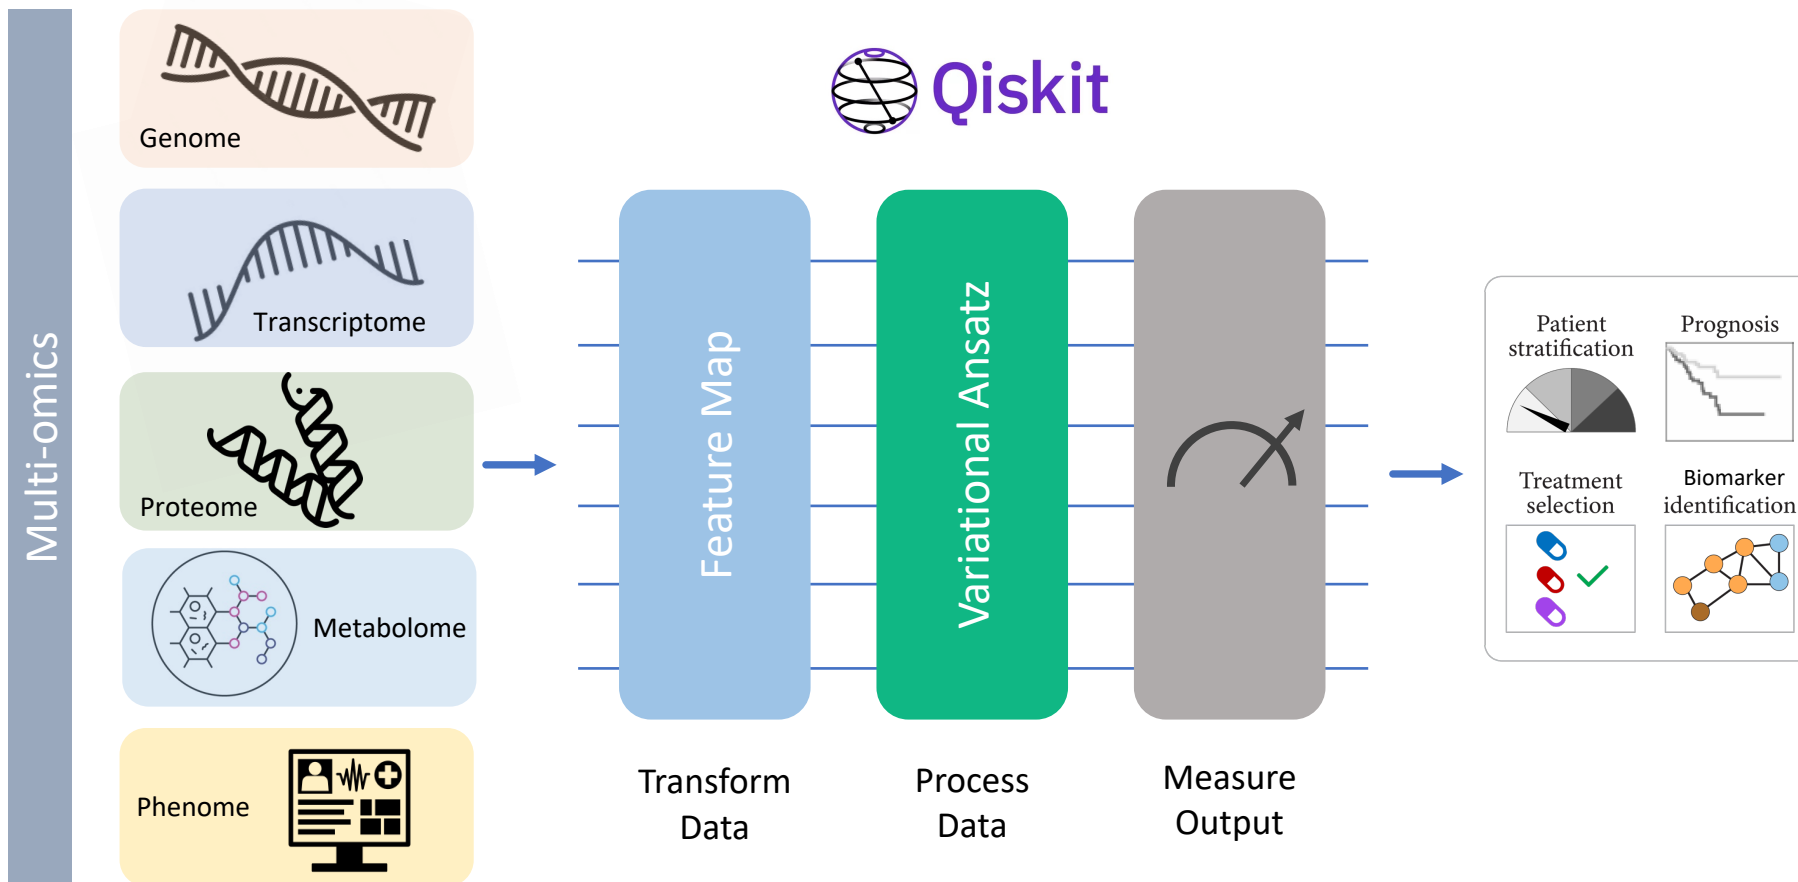 Multi-omics
Genome
Transcriptome
Proteome
Metabolome
Phenome
Qiskit
Feature Map
Variational Ansatz
Transform
Data
Process
Data
Measure
Output
Patient
stratification
Prognosis
Treatment
selection
Biomarker
identification